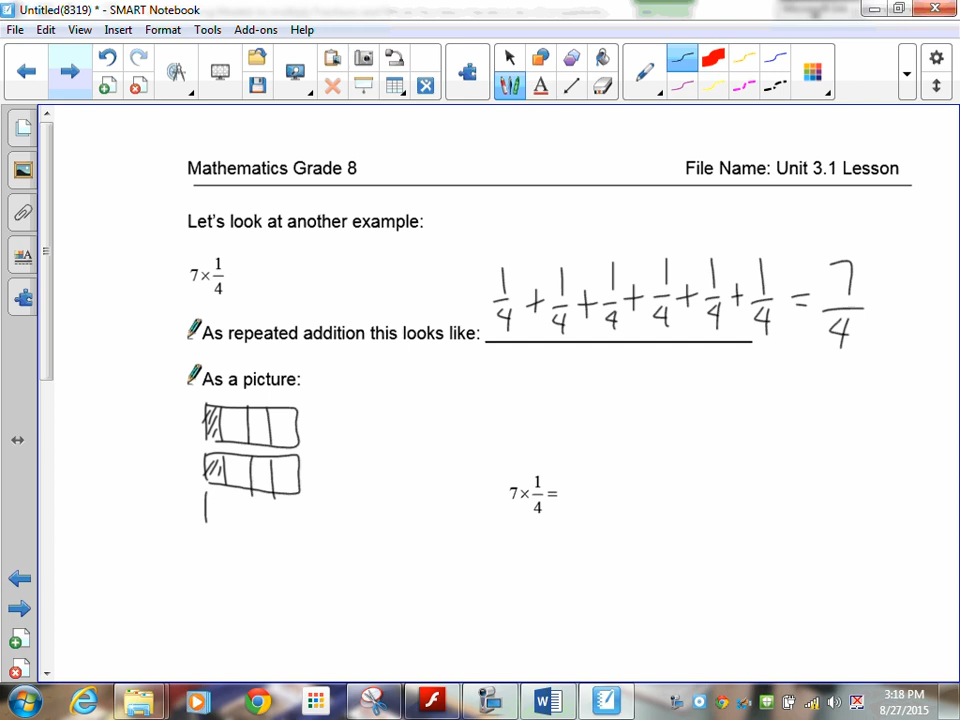 Untitled(8319) * - SMART Notebook
File Edit View Insert Format Tools Add-ons Help
Mathematics Grade 8 File Name: Unit 3.1 Lesson
Let's look at another example:
7 × 1/4
As repeated addition this looks like: 1/4 + 1/4 + 1/4 + 1/4 + 1/4 + 1/4 = 7/4
As a picture:
7 × 1/4 =
3:18 PM
8/27/2015